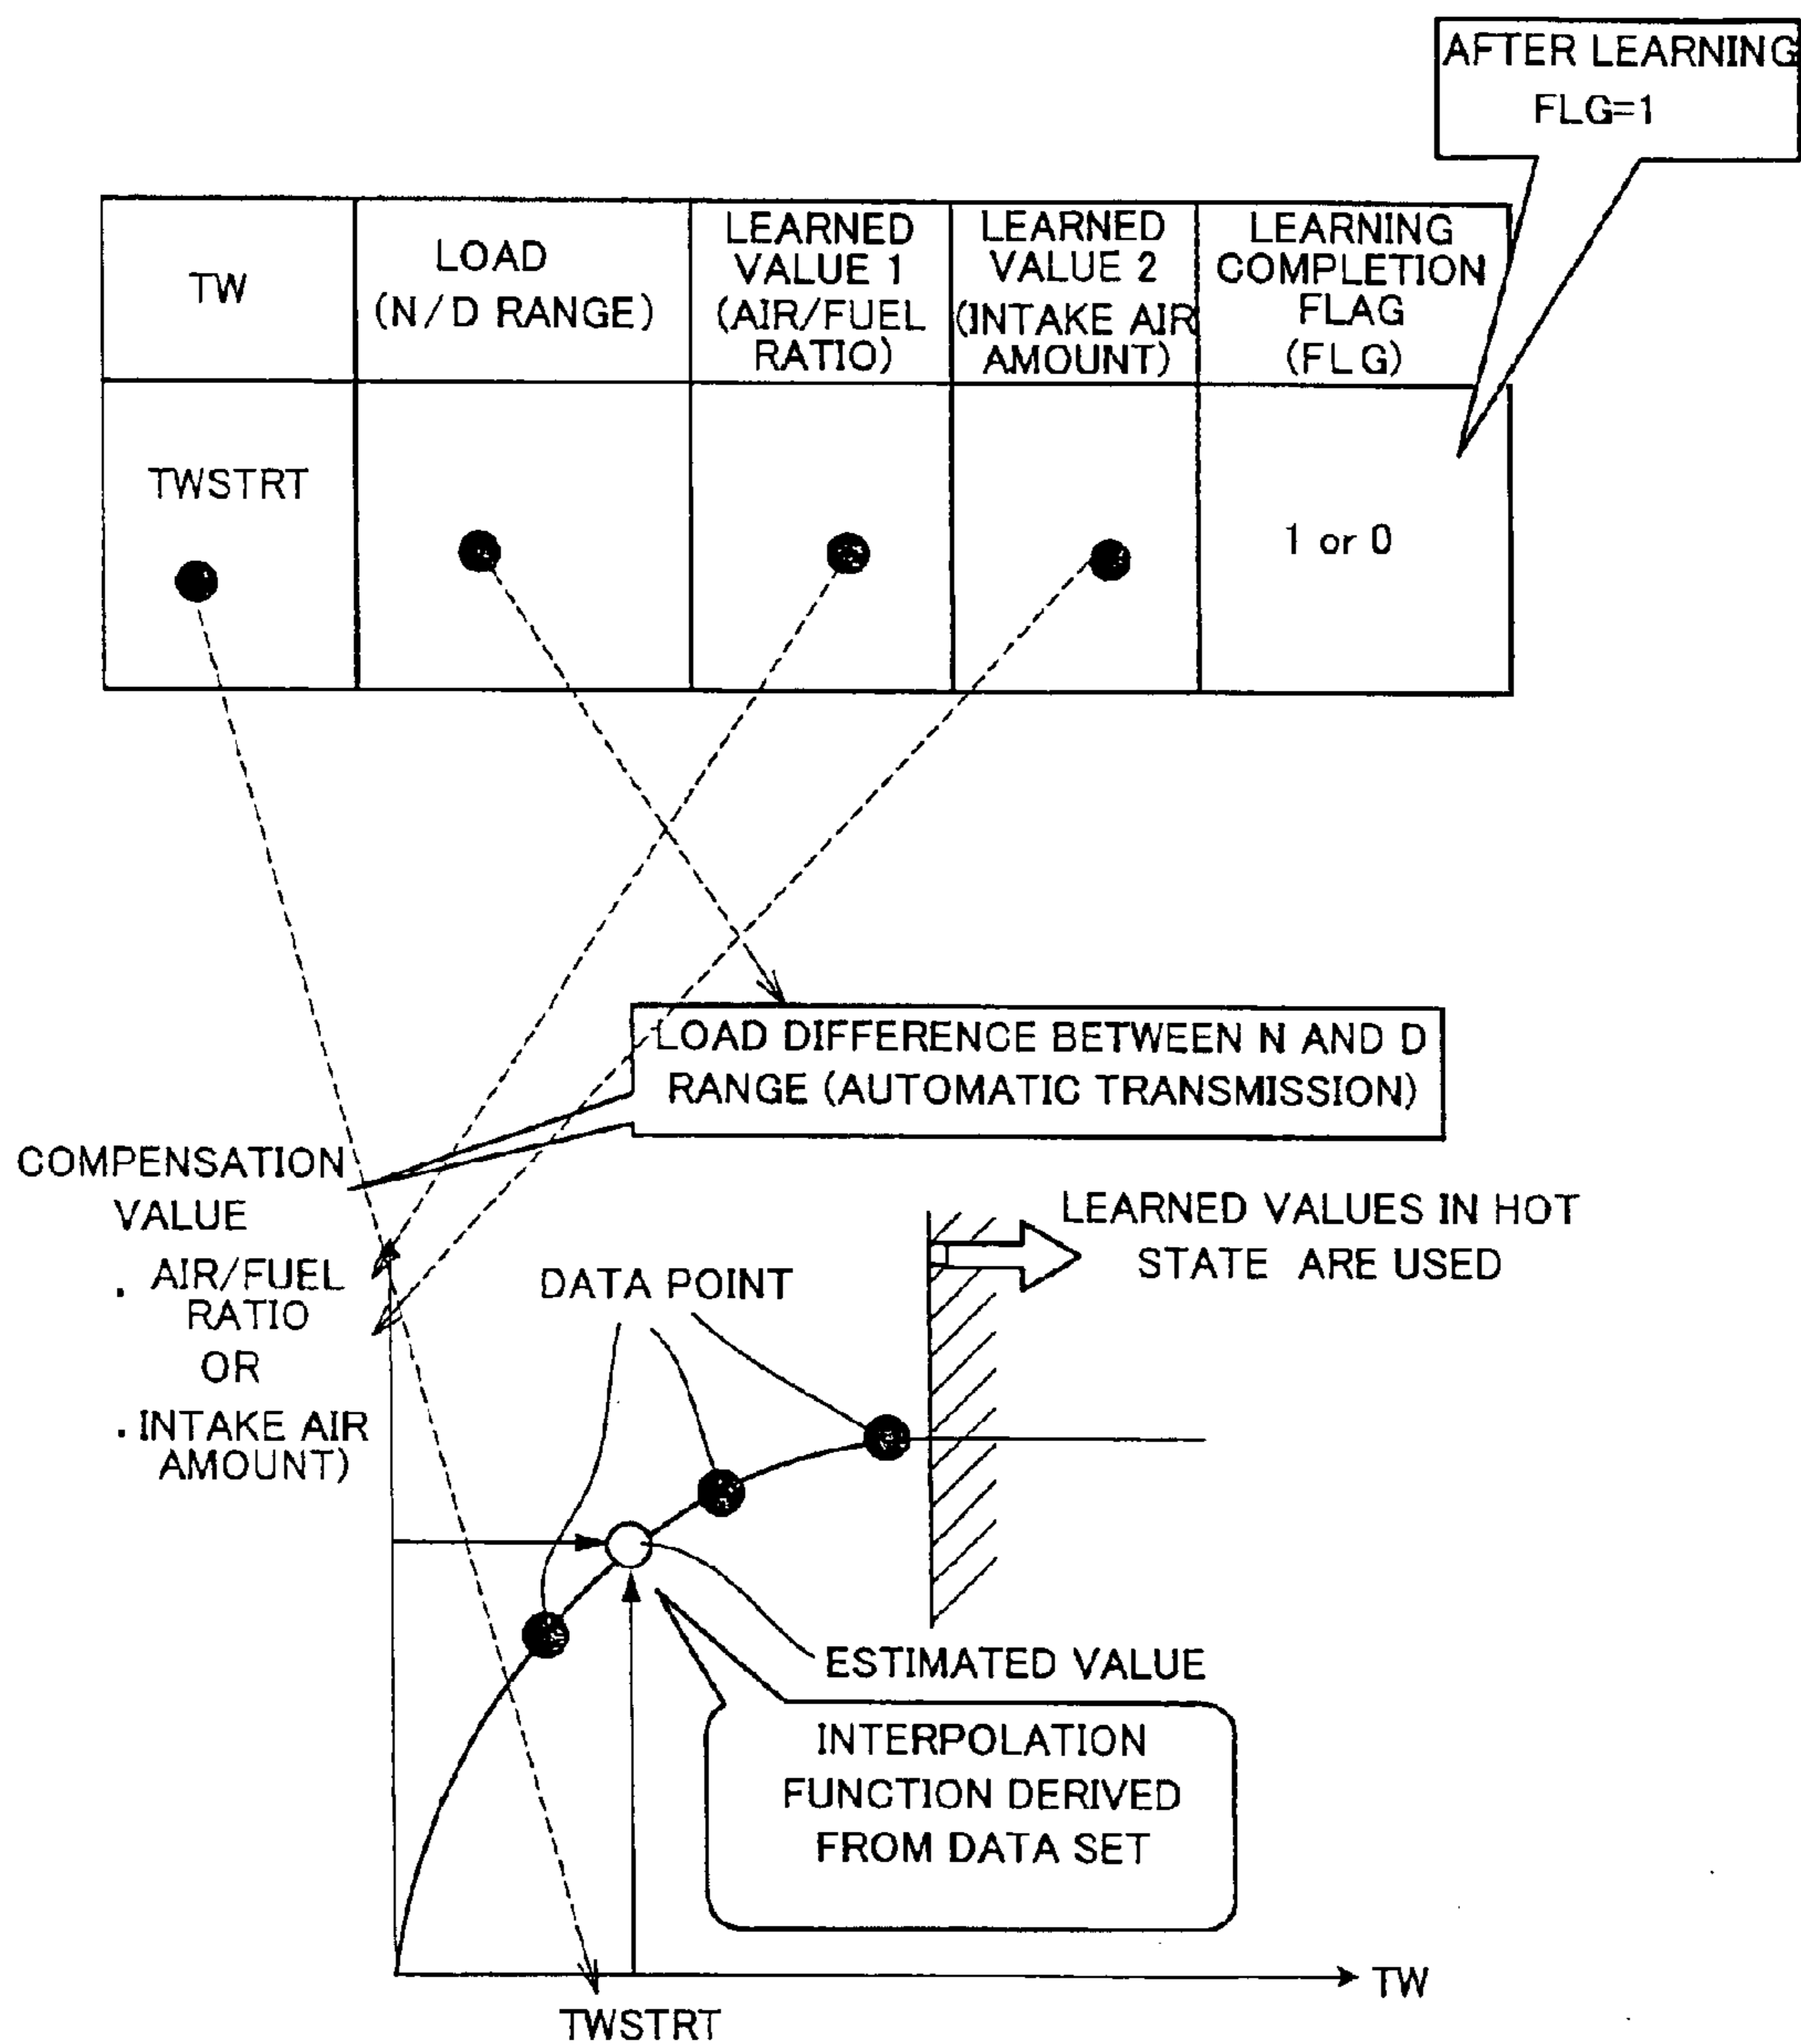 AFTER LEARNING
FLG=1
TW
LOAD
(N/D RANGE)
LEARNED
VALUE 1
(AIR/FUEL
RATIO)
LEARNED
VALUE 2
(INTAKE AIR
AMOUNT)
LEARNING
COMPLETION
FLAG
(FLG)
TWSTRT
1 or 0
LOAD DIFFERENCE BETWEEN N AND D
RANGE (AUTOMATIC TRANSMISSION)
COMPENSATION
VALUE
. AIR/FUEL
RATIO
OR
. INTAKE AIR
AMOUNT)
DATA POINT
LEARNED VALUES IN HOT
STATE ARE USED
ESTIMATED VALUE
INTERPOLATION
FUNCTION DERIVED
FROM DATA SET
TW
TWSTRT